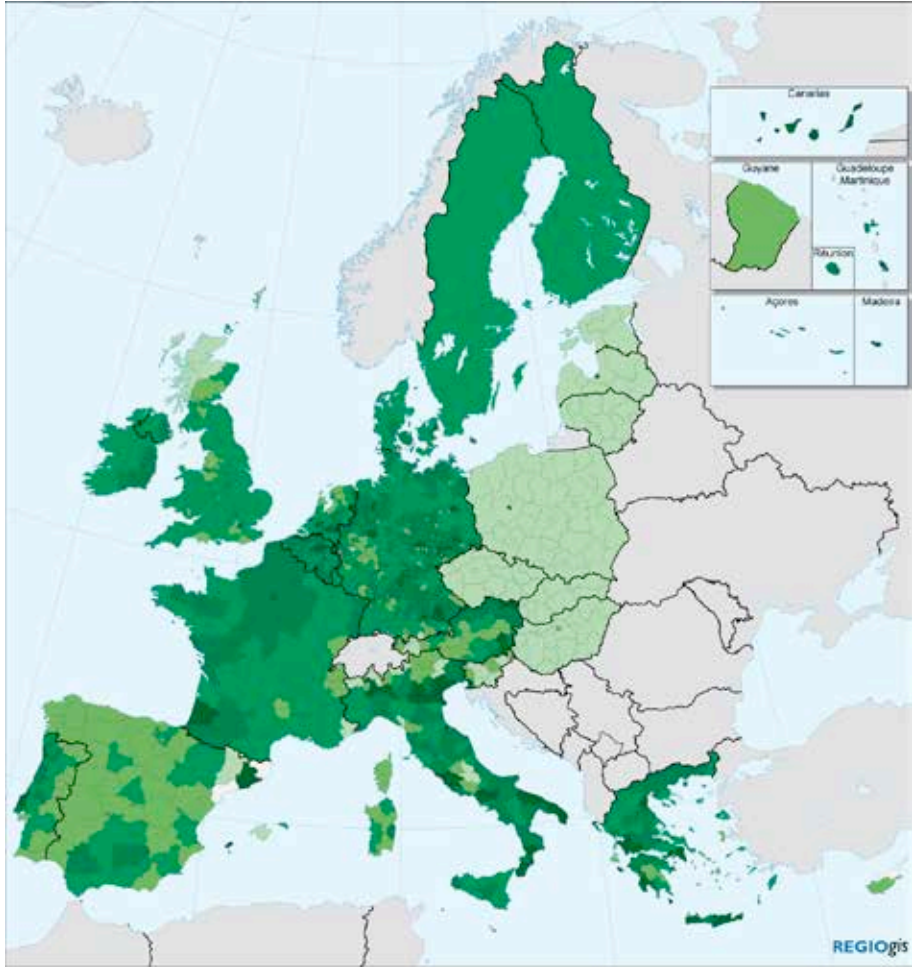 Canarias
Guyane
Guadeloupe
Martinique
Réunion
Açores
Madeira
REGIOgis